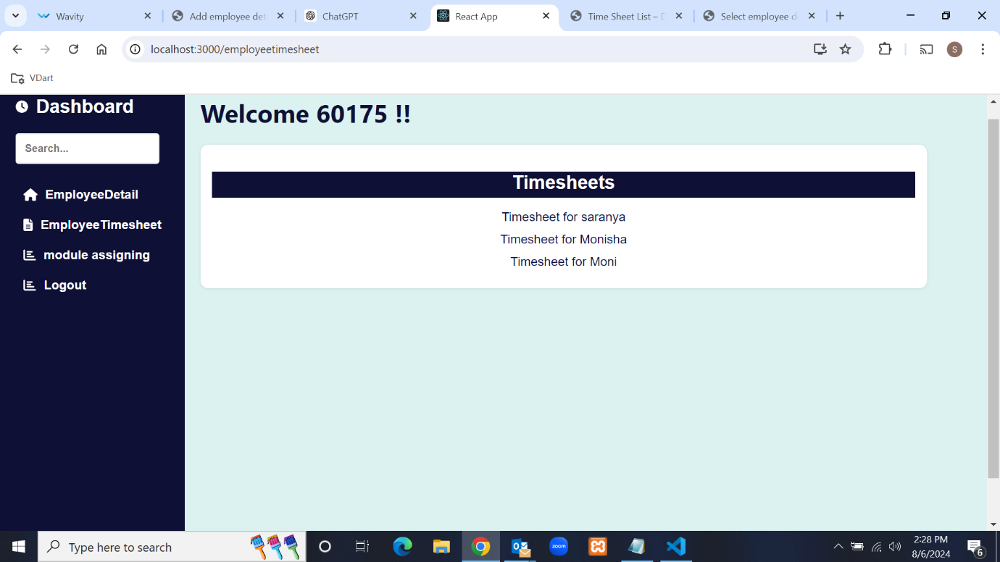 Wavity
Add employee det
ChatGPT
React App
Time Sheet List – D
Select employee d
localhost:3000/employeetimesheet
S
VDart
Dashboard
Search...
EmployeeDetail
EmployeeTimesheet
module assigning
Logout
Welcome 60175 !!
Timesheets
Timesheet for saranya
Timesheet for Monisha
Timesheet for Moni
Type here to search
zoom
2:28 PM
8/6/2024
6